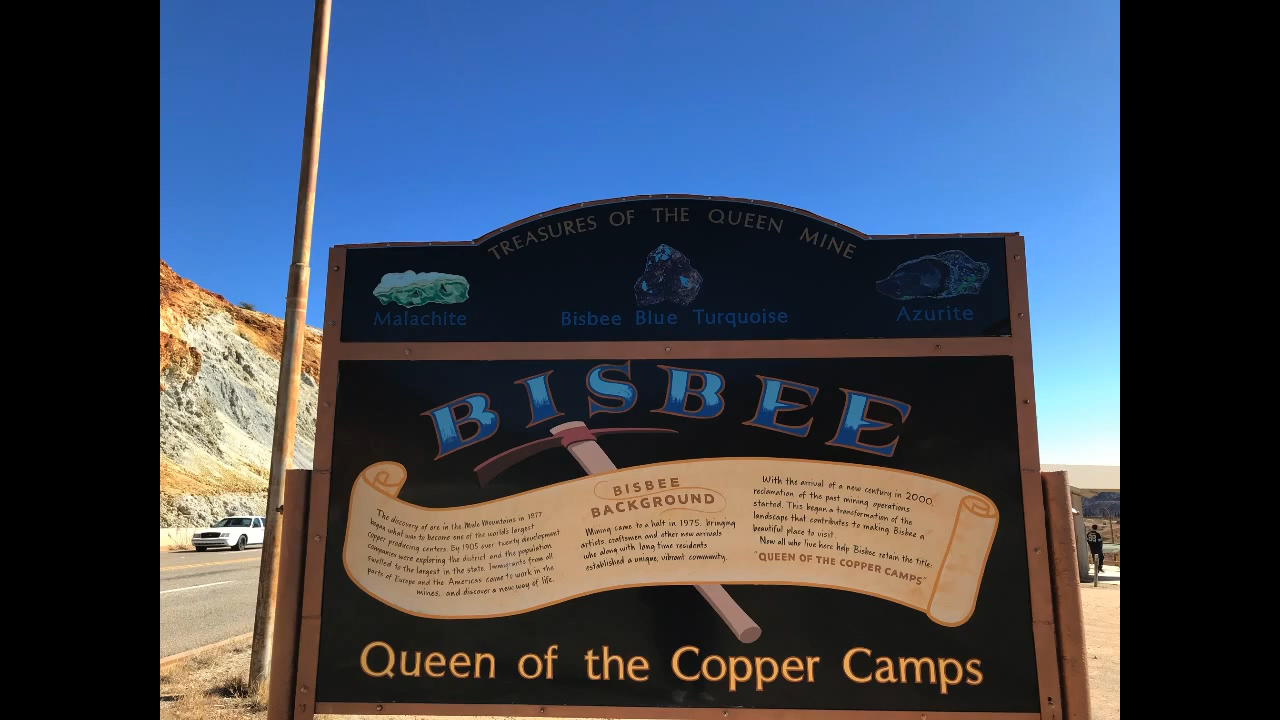 TREASURES OF THE QUEEN MINE
Malachite
Bisbee Blue Turquoise
Azurite
BISBEE
The discovery of ore in the Mule Mountains in 1877
began what was to become one of the world's largest
copper producing centers. By 1905 over twenty development
companies were exploring the district and the population
swelled to the largest in the state. Immigrants from all
parts of Europe and the Americas came to work in the
mines, and discover a new way of life.
BISBEE
BACKGROUND
Mining came to a halt in 1975, bringing
artists, craftsmen and other new arrivals
who along with long time residents
established a unique, vibrant community.
With the arrival of a new century in 2000,
reclamation of the past mining operations
started. This began a transformation of the
landscape that contributes to making Bisbee a
beautiful place to visit.
Now all who live here help Bisbee retain the title:
"QUEEN OF THE COPPER CAMPS"
Queen of the Copper Camps